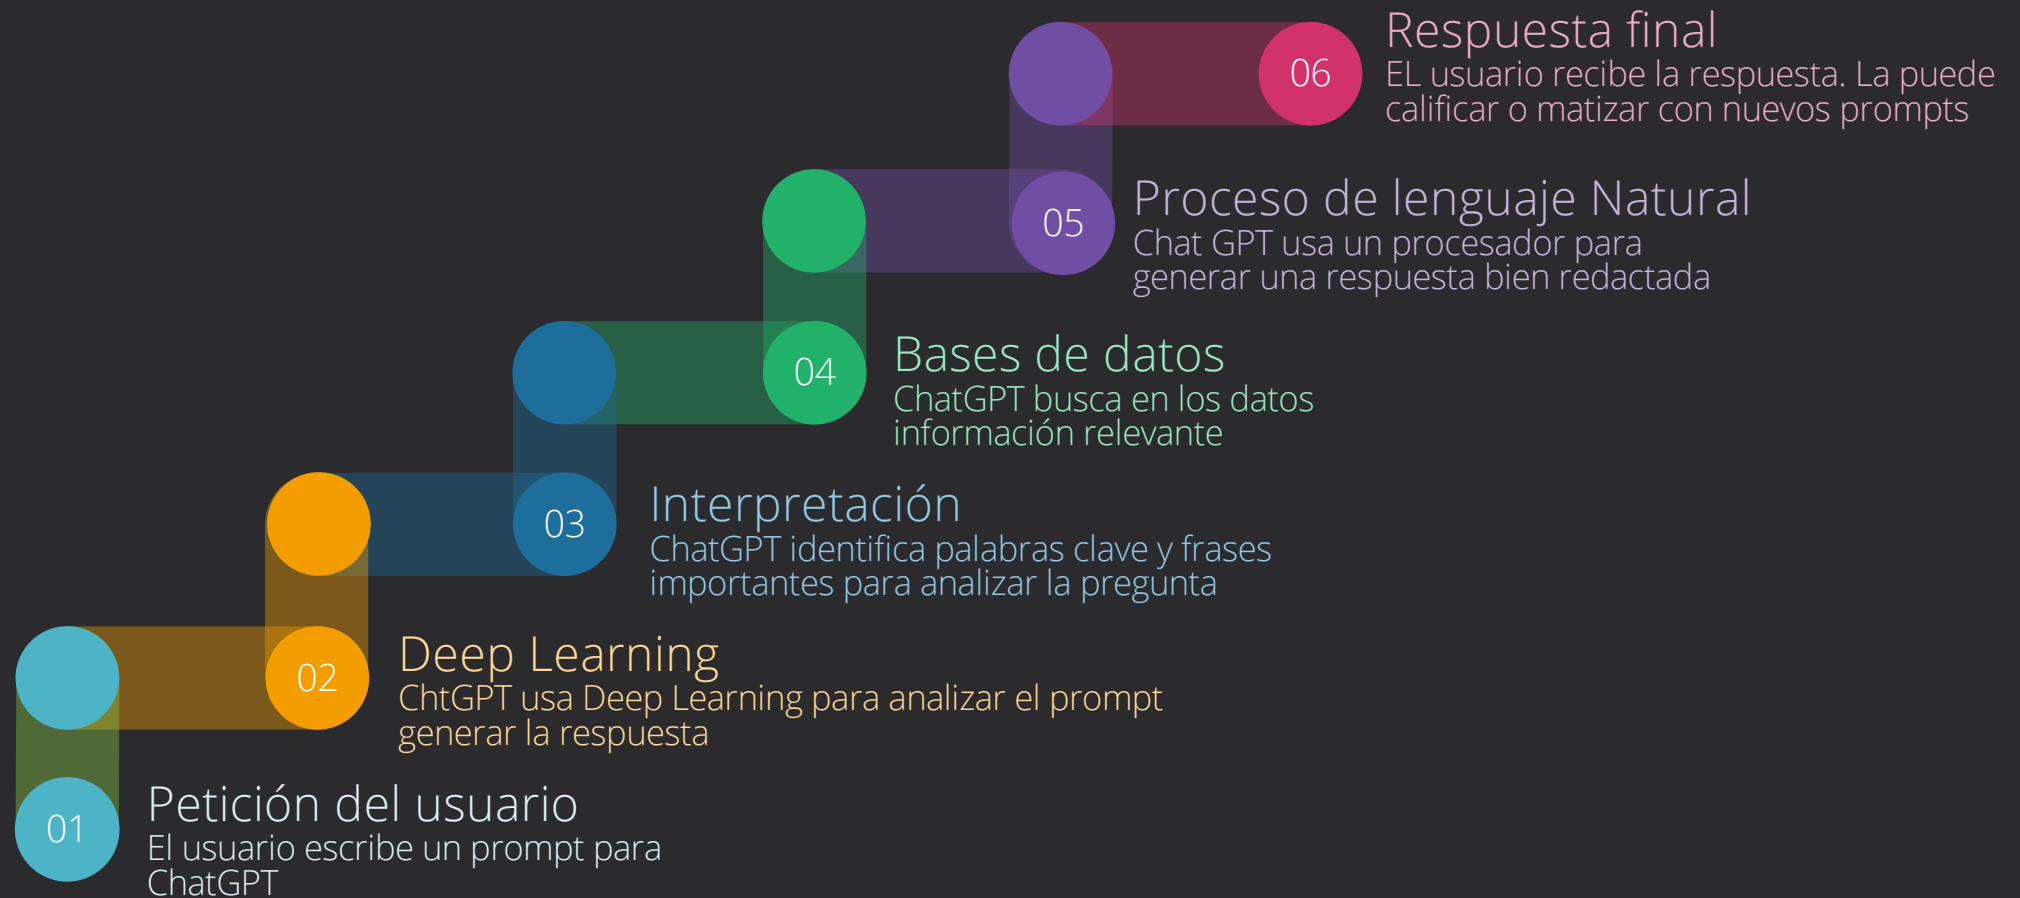 06
Respuesta final
EL usuario recibe la respuesta. La puede
calificar o matizar con nuevos prompts
05
Proceso de lenguaje Natural
Chat GPT usa un procesador para
generar una respuesta bien redactada
04
Bases de datos
ChatGPT busca en los datos
información relevante
03
Interpretación
ChatGPT identifica palabras clave y frases
importantes para analizar la pregunta
02
Deep Learning
ChtGPT usa Deep Learning para analizar el prompt
generar la respuesta
01
Petición del usuario
El usuario escribe un prompt para
ChatGPT